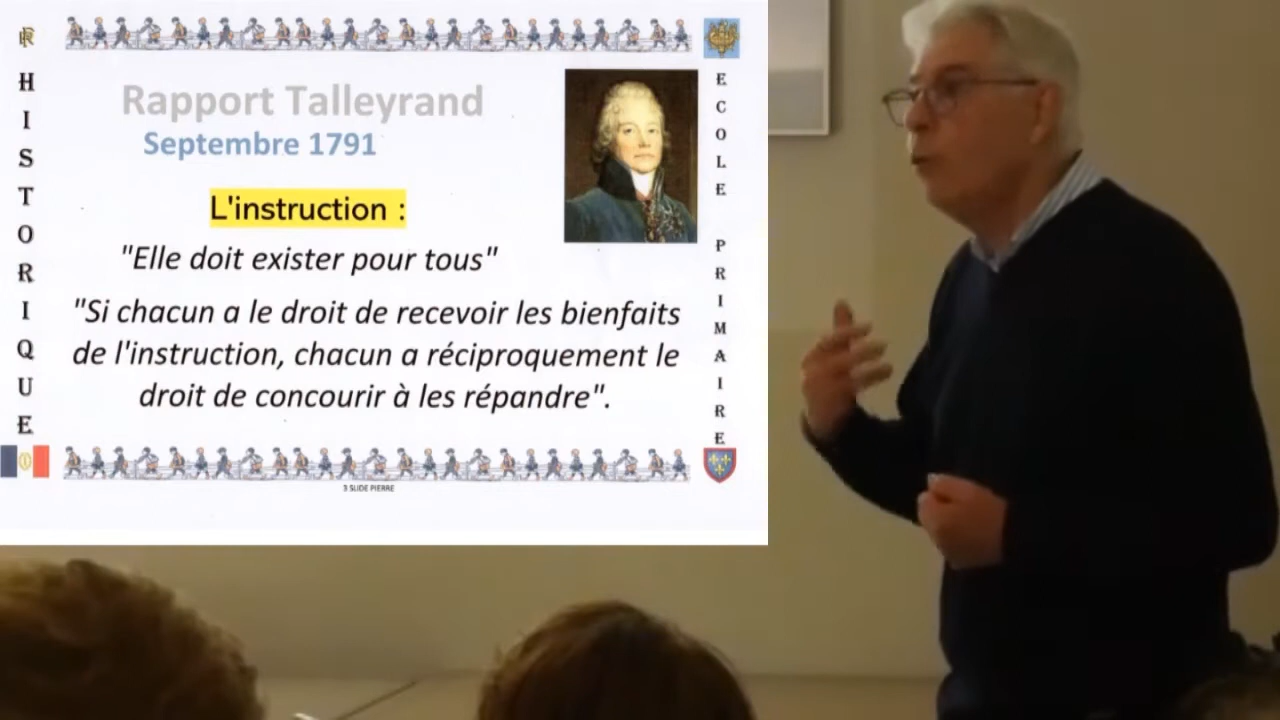 RF
HISTORIQUE
Rapport Talleyrand
Septembre 1791
L'instruction :
"Elle doit exister pour tous"
"Si chacun a le droit de recevoir les bienfaits
de l'instruction, chacun a réciproquement le
droit de concourir à les répandre".
3 SLIDE PIERRE
ECOLE PRIMAIRE